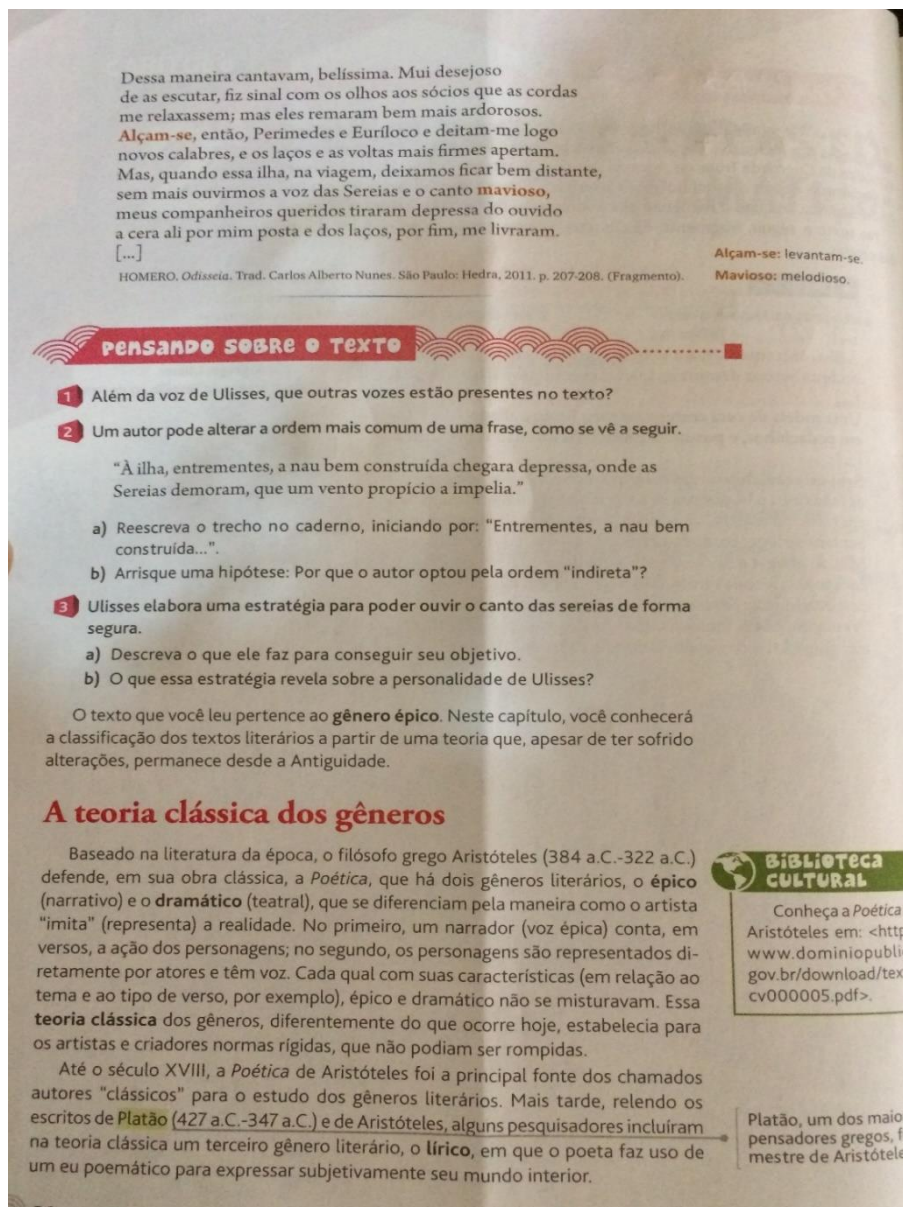 Dessa maneira cantavam, belíssima. Mui desejoso
de as escutar, fiz sinal com os olhos aos sócios que as cordas
me relaxassem; mas eles remaram bem mais ardorosos.
Alçam-se, então, Perimedes e Euríloco e deitam-me logo
novos calabres, e os laços e as voltas mais firmes apertam.
Mas, quando essa ilha, na viagem, deixamos ficar bem distante,
sem mais ouvirmos a voz das Sereias e o canto mavioso,
meus companheiros queridos tiraram depressa do ouvido
a cera ali por mim posta e dos laços, por fim, me livraram.
[...]
HOMERO. Odisseia. Trad. Carlos Alberto Nunes. São Paulo: Hedra, 2011. p. 207-208. (Fragmento).
Alçam-se: levantam-se.
Mavioso: melodioso.
PENSANDO SOBRE O TEXTO
1 Além da voz de Ulisses, que outras vozes estão presentes no texto?
2 Um autor pode alterar a ordem mais comum de uma frase, como se vê a seguir.
“À ilha, entrementes, a nau bem construída chegara depressa, onde as
Sereias demoram, que um vento propício a impelia.”
a) Reescreva o trecho no caderno, iniciando por: “Entrementes, a nau bem
construída...”.
b) Arrisque uma hipótese: Por que o autor optou pela ordem “indireta”?
3 Ulisses elabora uma estratégia para poder ouvir o canto das sereias de forma
segura.
a) Descreva o que ele faz para conseguir seu objetivo.
b) O que essa estratégia revela sobre a personalidade de Ulisses?
O texto que você leu pertence ao gênero épico. Neste capítulo, você conhecerá
a classificação dos textos literários a partir de uma teoria que, apesar de ter sofrido
alterações, permanece desde a Antiguidade.
A teoria clássica dos gêneros
Baseado na literatura da época, o filósofo grego Aristóteles (384 a.C.-322 a.C.)
defende, em sua obra clássica, a Poética, que há dois gêneros literários, o épico
(narrativo) e o dramático (teatral), que se diferenciam pela maneira como o artista
“imita” (representa) a realidade. No primeiro, um narrador (voz épica) conta, em
versos, a ação dos personagens; no segundo, os personagens são representados di-
retamente por atores e têm voz. Cada qual com suas características (em relação ao
tema e ao tipo de verso, por exemplo), épico e dramático não se misturavam. Essa
teoria clássica dos gêneros, diferentemente do que ocorre hoje, estabelecia para
os artistas e criadores normas rígidas, que não podiam ser rompidas.
Até o século XVIII, a Poética de Aristóteles foi a principal fonte dos chamados
autores “clássicos” para o estudo dos gêneros literários. Mais tarde, relendo os
escritos de Platão (427 a.C.-347 a.C.) e de Aristóteles, alguns pesquisadores incluíram
na teoria clássica um terceiro gênero literário, o lírico, em que o poeta faz uso de
um eu poemático para expressar subjetivamente seu mundo interior.
BIBLIOTECA
CULTURAL
Conheça a Poética
Aristóteles em: <http
www.dominiopubli
gov.br/download/tex
cv000005.pdf>.
Platão, um dos maio
pensadores gregos, f
mestre de Aristótele